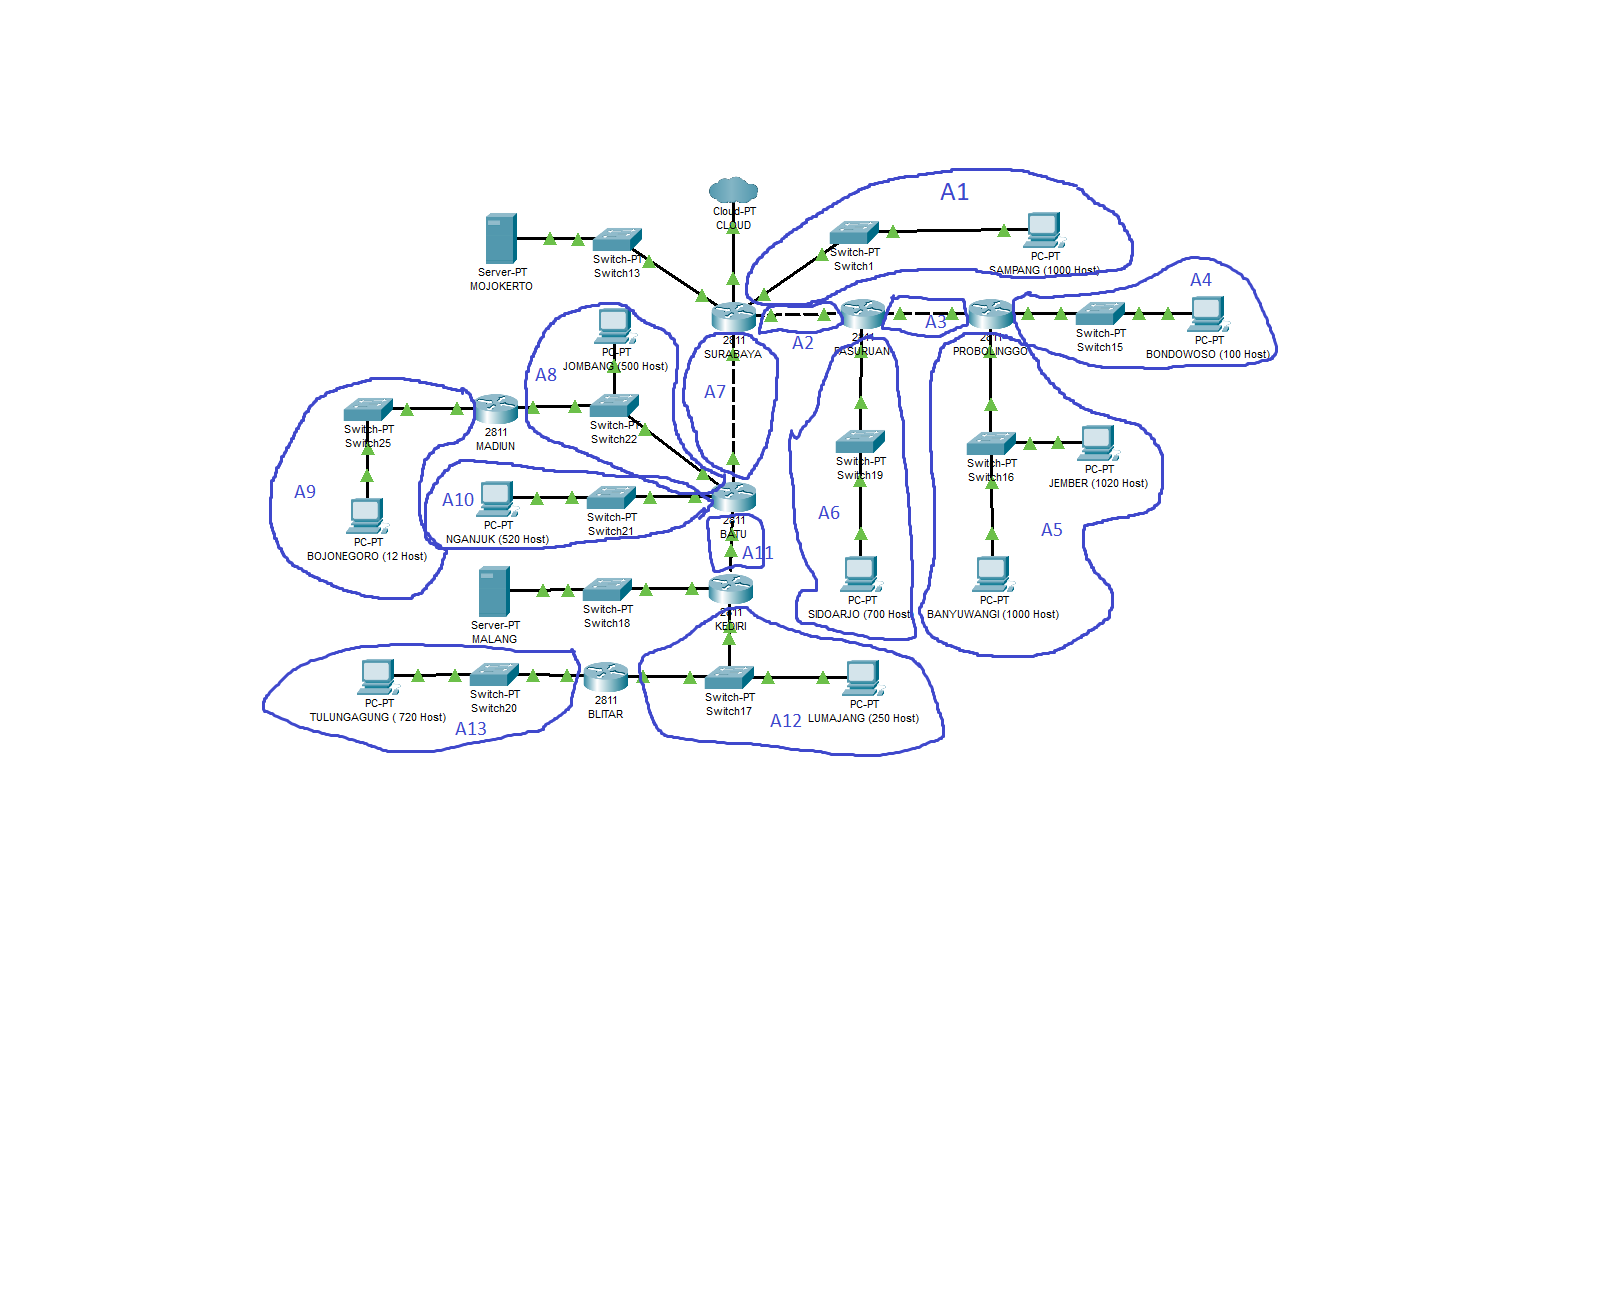 A1
Cloud-PT
CLOUD
Switch-PT
Switch1
PC-PT
SAMPANG (1000 Host)
Server-PT
MOJOKERTO
Switch-PT
Switch13
A4
2811
SURABAYA
A2
2811
PASURUAN
A3
2811
PROBOLINGGO
Switch-PT
Switch15
PC-PT
BONDOWOSO (100 Host)
PC-PT
JOMBANG (500 Host)
A8
A7
Switch-PT
Switch25
2811
MADIUN
Switch-PT
Switch22
Switch-PT
Switch19
Switch-PT
Switch16
PC-PT
JEMBER (1020 Host)
A9
A10
PC-PT
NGANJUK (520 Host)
Switch-PT
Switch21
2811
BATU
A6
A5
PC-PT
BOJONEGORO (12 Host)
A11
Server-PT
MALANG
Switch-PT
Switch18
2811
KEDIRI
PC-PT
SIDOARJO (700 Host)
PC-PT
BANYUWANGI (1000 Host)
PC-PT
TULUNGAGUNG ( 720 Host)
Switch-PT
Switch20
2811
BLITAR
Switch-PT
Switch17
PC-PT
LUMAJANG (250 Host)
A13
A12